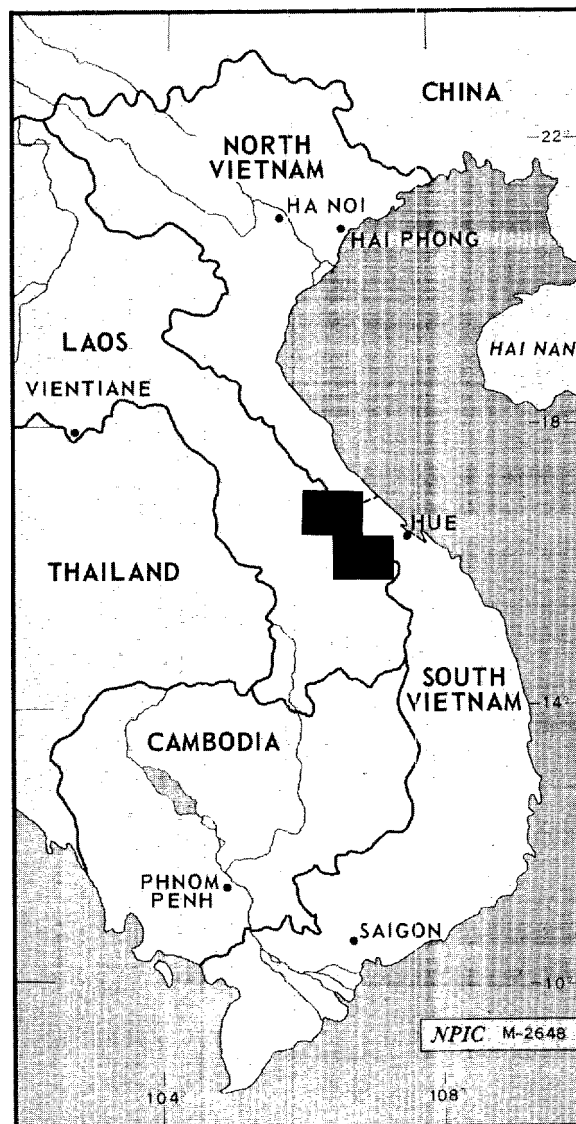 CHINA
22°
NORTH
VIETNAM
HA NOI
HAI PHONG
LAOS
HAI NAN
VIENTIANE
18
HUE
THAILAND
SOUTH
VIETNAM
14°
CAMBODIA
PHNOM
PENH
SAIGON
10°
NPIC M-2648
104
108°